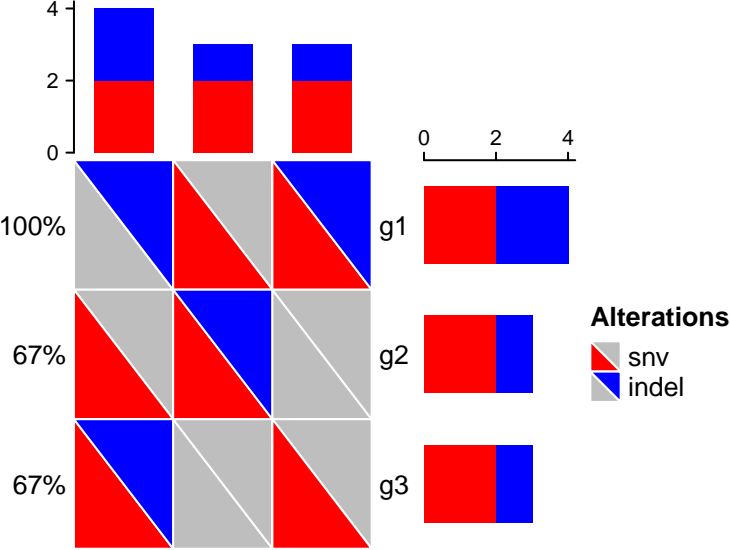 4
2
0
0 2 4
100% g1
67% g2
67% g3
Alterations
snv
indel